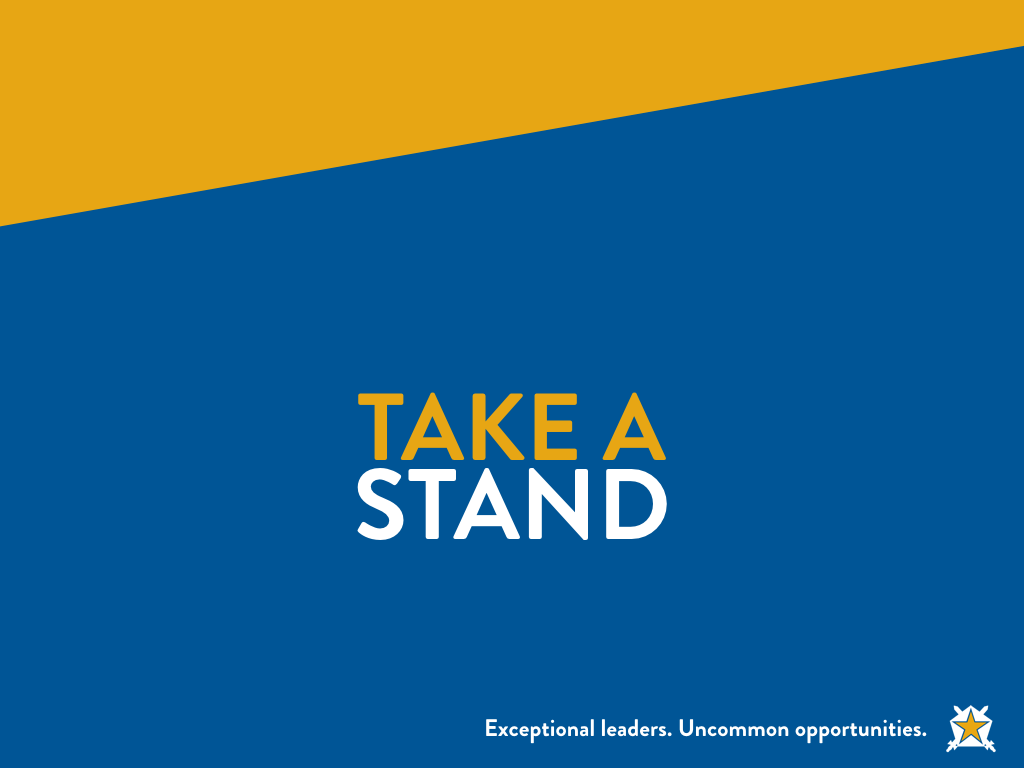 TAKE A
STAND
Exceptional leaders. Uncommon opportunities.